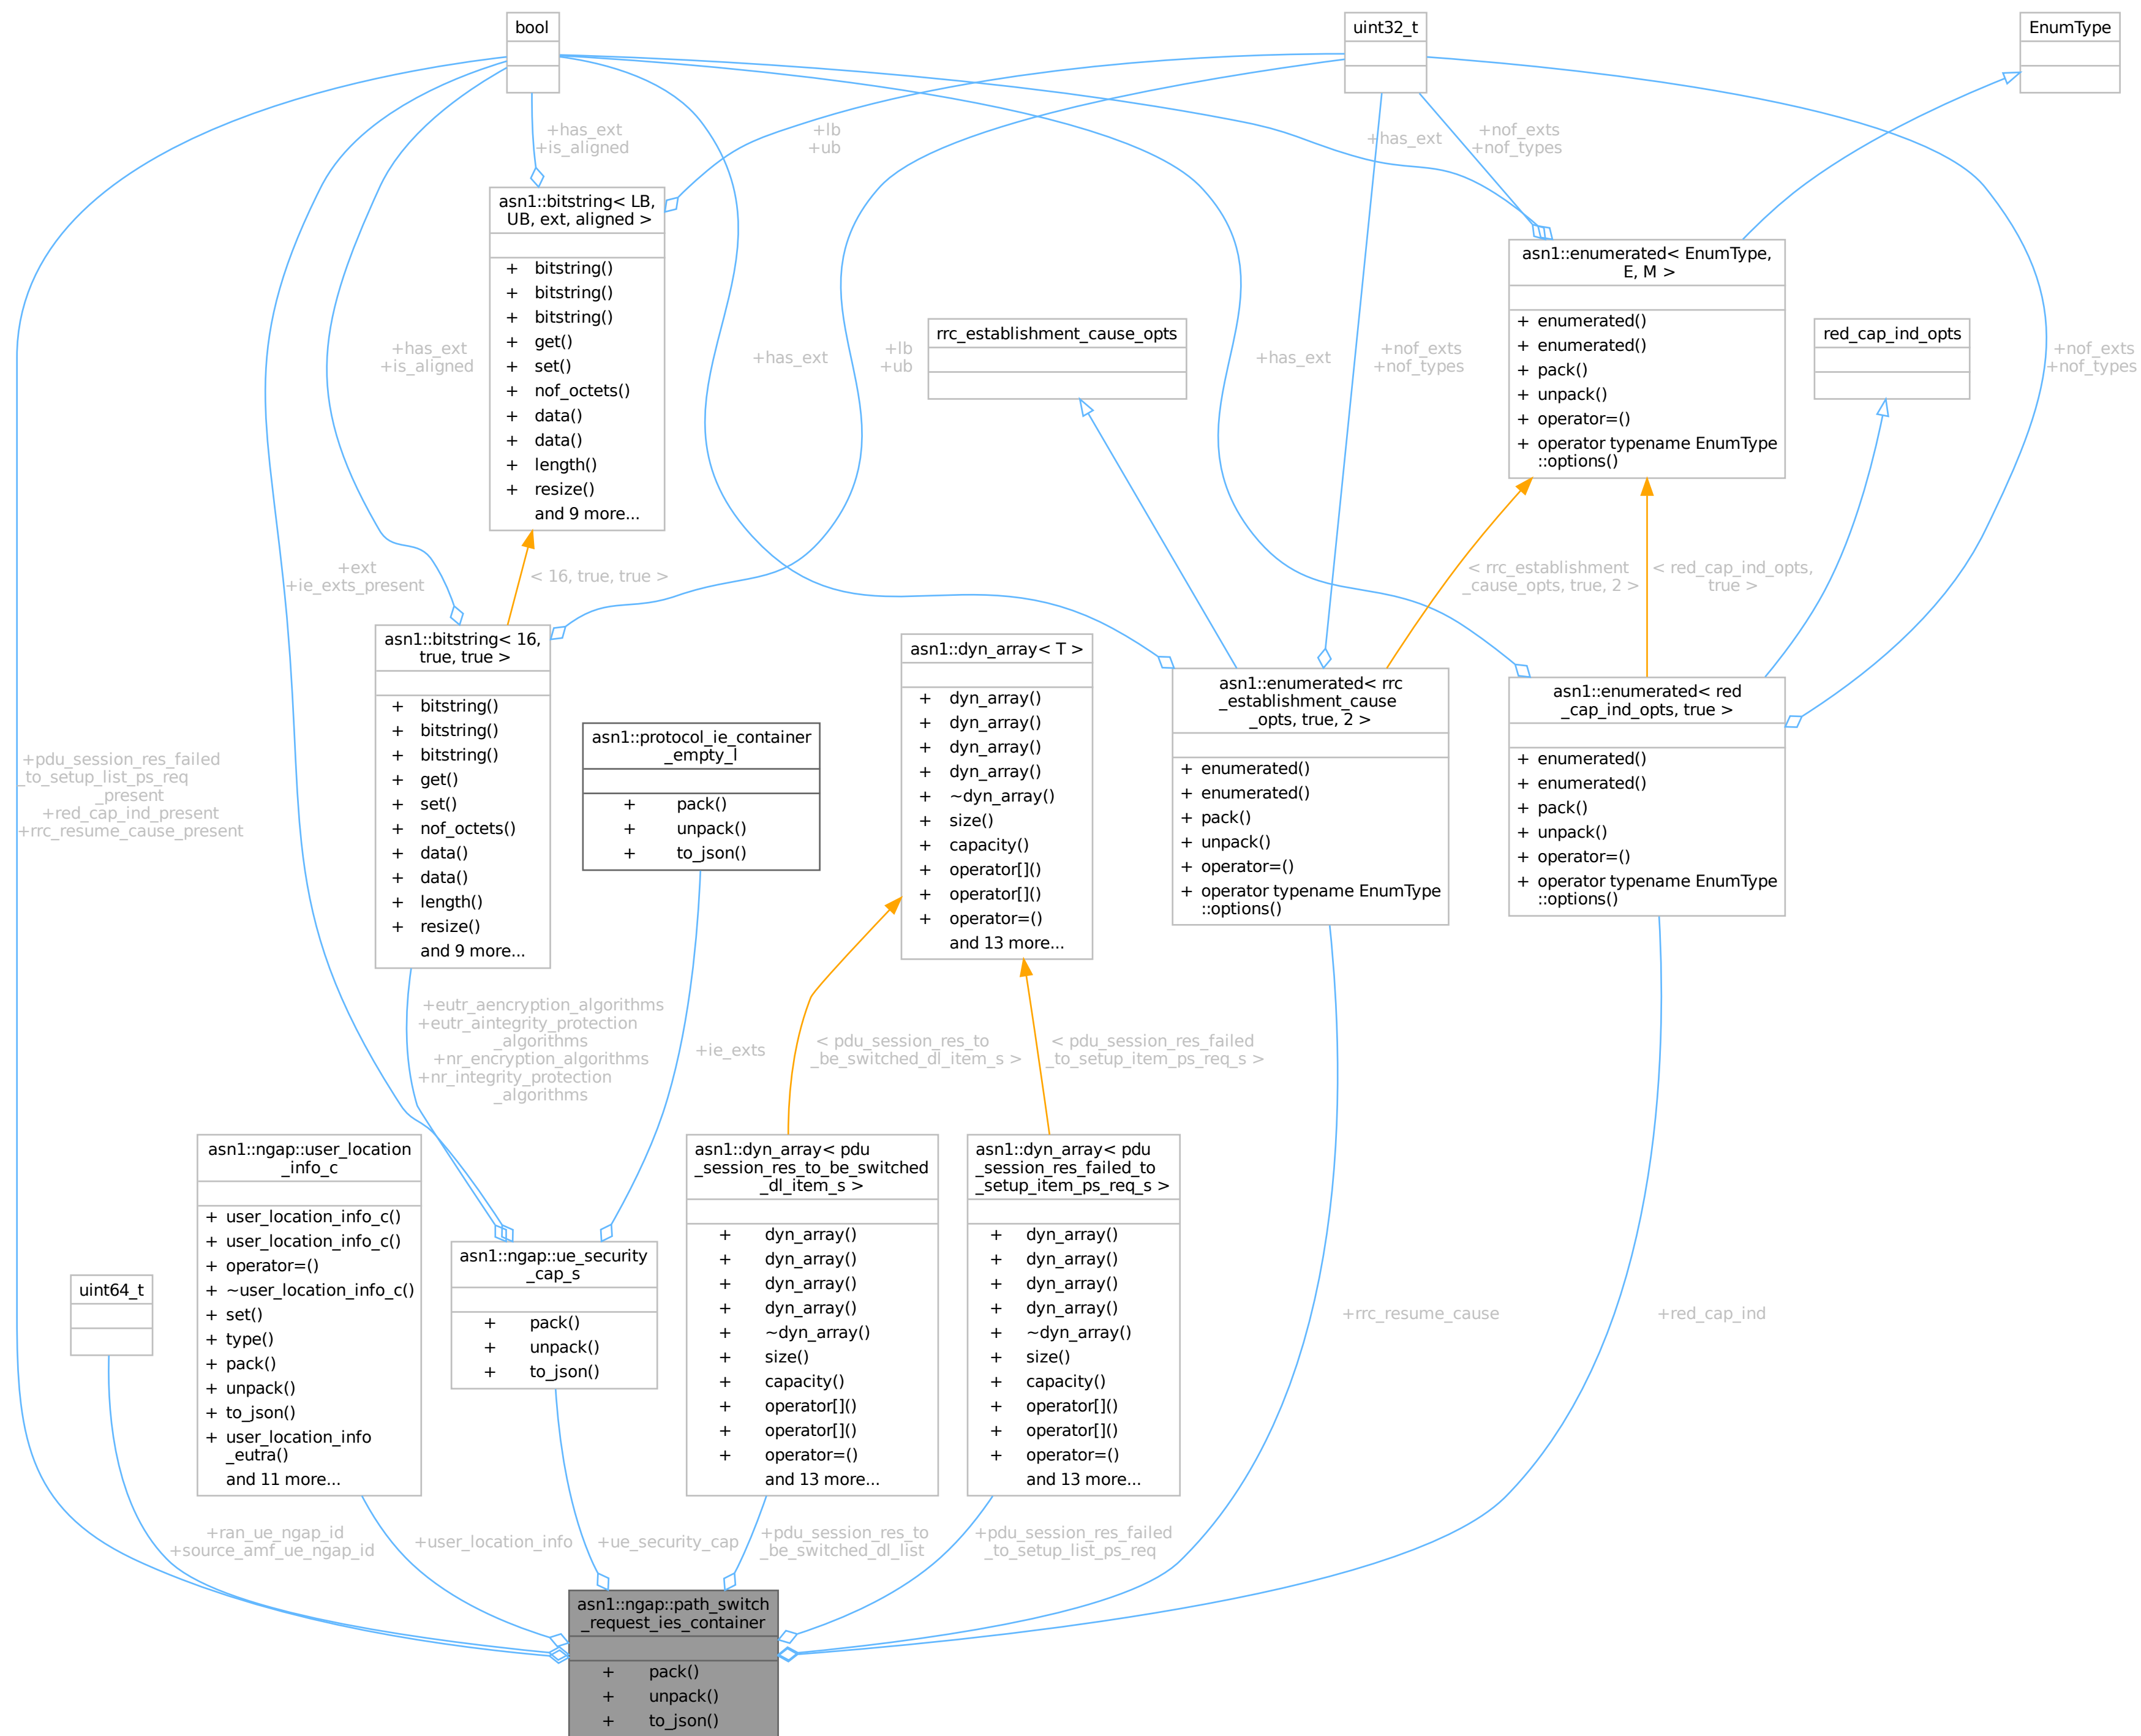 bool
uint32_t
EnumType
+has_ext
+is_aligned
+lb
+ub
+has_ext
+nof_exts
+nof_types
asn1::bitstring< LB,
UB, ext, aligned >
+ bitstring()
+ bitstring()
+ bitstring()
+ get()
+ set()
+ nof_octets()
+ data()
+ data()
+ length()
+ resize()
and 9 more...
asn1::enumerated< EnumType,
E, M >
+ enumerated()
+ enumerated()
+ pack()
+ unpack()
+ operator=()
+ operator typename EnumType
::options()
rrc_establishment_cause_opts
red_cap_ind_opts
+has_ext
+is_aligned
+has_ext
+lb
+ub
+has_ext
+nof_exts
+nof_types
+nof_exts
+nof_types
+ext
+ie_exts_present
< 16, true, true >
< rrc_establishment
_cause_opts, true, 2 >
< red_cap_ind_opts,
true >
asn1::bitstring< 16,
true, true >
+ bitstring()
+ bitstring()
+ bitstring()
+ get()
+ set()
+ nof_octets()
+ data()
+ data()
+ length()
+ resize()
and 9 more...
asn1::protocol_ie_container
_empty_l
+ pack()
+ unpack()
+ to_json()
asn1::dyn_array< T >
+ dyn_array()
+ dyn_array()
+ dyn_array()
+ dyn_array()
+ ~dyn_array()
+ size()
+ capacity()
+ operator[]()
+ operator[]()
+ operator=()
and 13 more...
asn1::enumerated< rrc
_establishment_cause
_opts, true, 2 >
+ enumerated()
+ enumerated()
+ pack()
+ unpack()
+ operator=()
+ operator typename EnumType
::options()
asn1::enumerated< red
_cap_ind_opts, true >
+ enumerated()
+ enumerated()
+ pack()
+ unpack()
+ operator=()
+ operator typename EnumType
::options()
+pdu_session_res_failed
_to_setup_list_ps_req
_present
+red_cap_ind_present
+rrc_resume_cause_present
+eutr_aencryption_algorithms
+eutr_aintegrity_protection
_algorithms
+nr_encryption_algorithms
+nr_integrity_protection
_algorithms
+ie_exts
< pdu_session_res_to
_be_switched_dl_item_s >
< pdu_session_res_failed
_to_setup_item_ps_req_s >
uint64_t
asn1::ngap::user_location
_info_c
+ user_location_info_c()
+ user_location_info_c()
+ operator=()
+ ~user_location_info_c()
+ set()
+ type()
+ pack()
+ unpack()
+ to_json()
+ user_location_info
_eutra()
and 11 more...
asn1::ngap::ue_security
_cap_s
+ pack()
+ unpack()
+ to_json()
asn1::dyn_array< pdu
_session_res_to_be_switched
_dl_item_s >
+ dyn_array()
+ dyn_array()
+ dyn_array()
+ dyn_array()
+ ~dyn_array()
+ size()
+ capacity()
+ operator[]()
+ operator[]()
+ operator=()
and 13 more...
asn1::dyn_array< pdu
_session_res_failed_to
_setup_item_ps_req_s >
+ dyn_array()
+ dyn_array()
+ dyn_array()
+ dyn_array()
+ ~dyn_array()
+ size()
+ capacity()
+ operator[]()
+ operator[]()
+ operator=()
and 13 more...
+rrc_resume_cause
+red_cap_ind
+ran_ue_ngap_id
+source_amf_ue_ngap_id
+user_location_info
+ue_security_cap
+pdu_session_res_to
_be_switched_dl_list
+pdu_session_res_failed
_to_setup_list_ps_req
asn1::ngap::path_switch
_request_ies_container
+ pack()
+ unpack()
+ to_json()